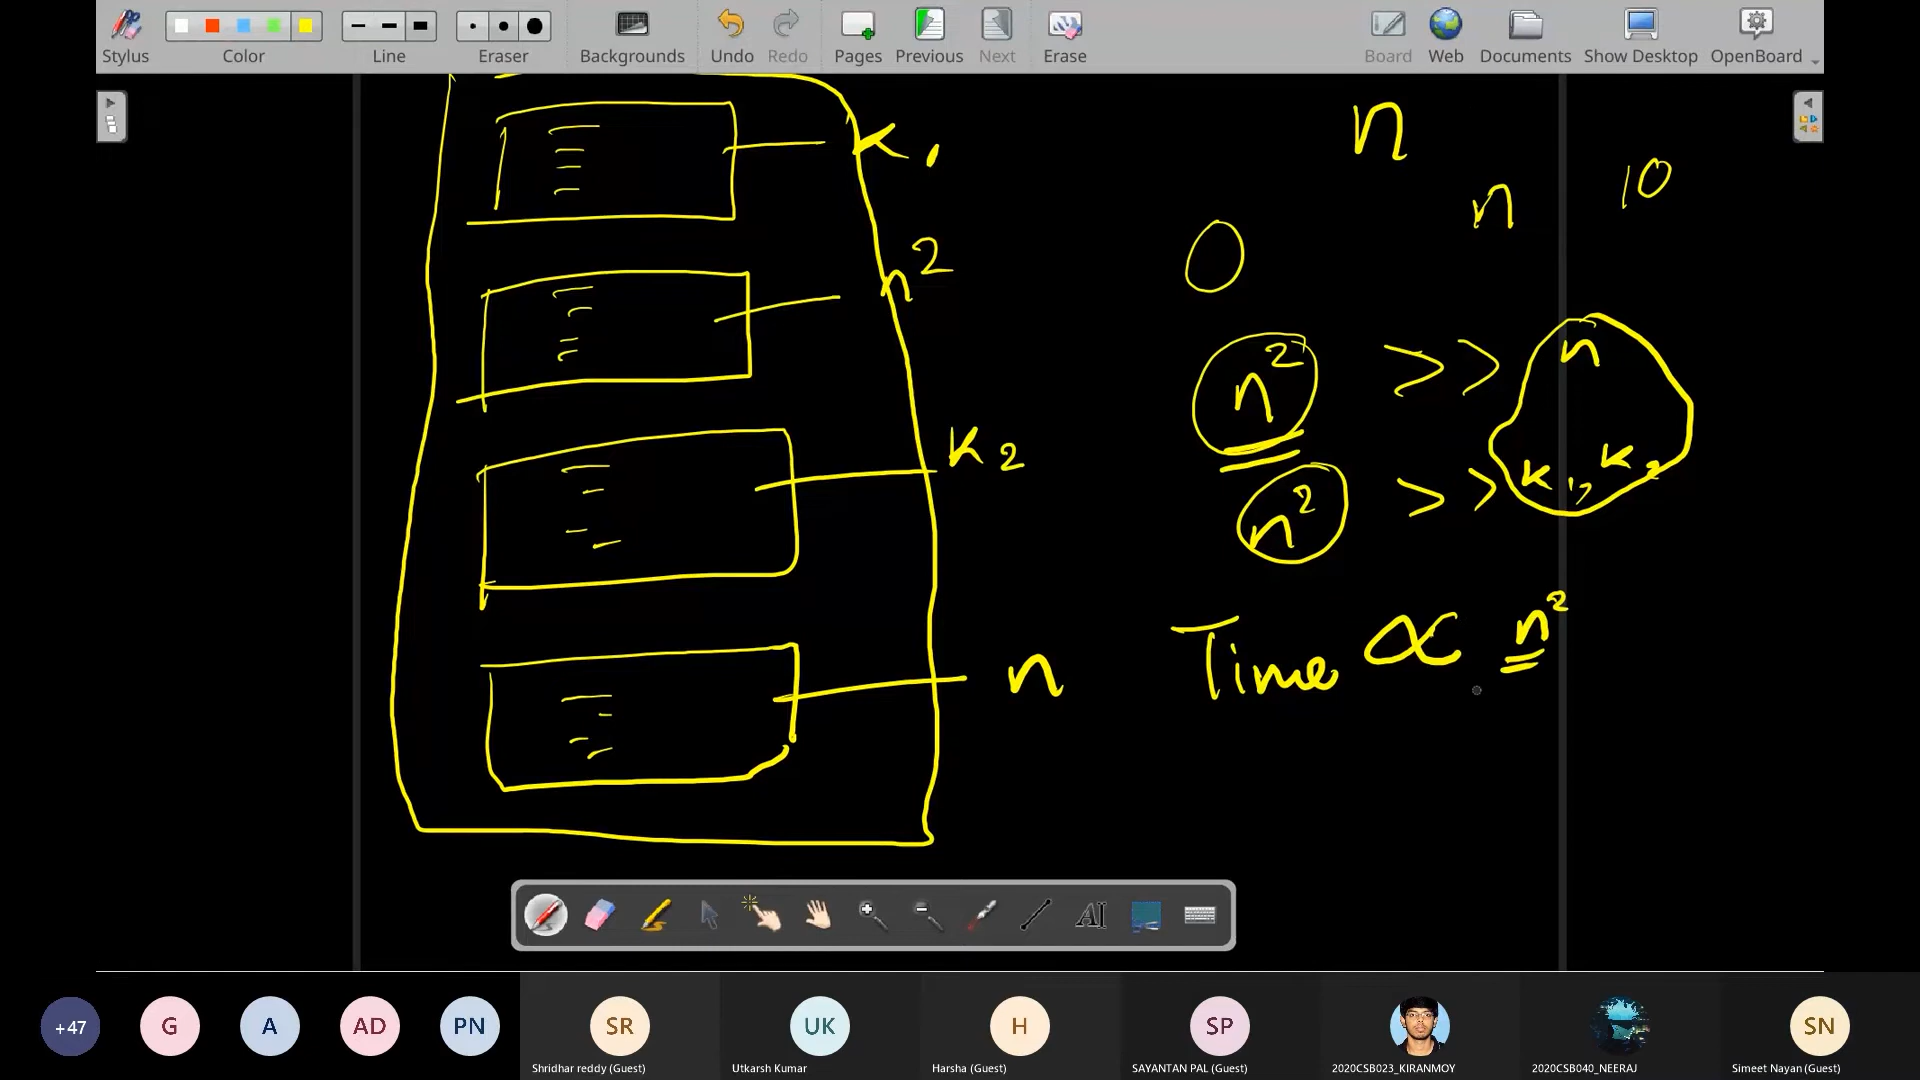 Stylus
Color
Line
Eraser
Backgrounds
Undo
Redo
Pages
Previous
Next
Erase
Board
Web
Documents
Show Desktop
OpenBoard
K1
n²
K2
n
n
n
10
0
n² >> n
n² >> K1, K2
Time ∝ n²
AI
+47
G
A
AD
PN
SR
UK
H
SP
SN
Shridhar reddy (Guest)
Utkarsh Kumar
Harsha (Guest)
SAYANTAN PAL (Guest)
2020CSB023_KIRANMOY
2020CSB040_NEERAJ
Simeet Nayan (Guest)